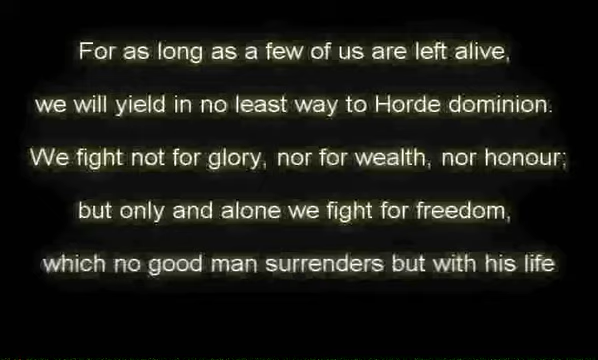 For as long as a few of us are left alive,
we will yield in no least way to Horde dominion.
We fight not for glory, nor for wealth, nor honour;
but only and alone we fight for freedom,
which no good man surrenders but with his life